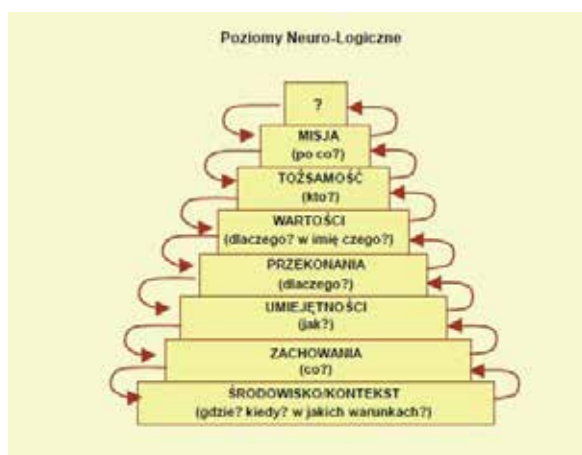 Poziomy Neuro-Logiczne
?
MISJA
(po co?)
TOŻSAMOŚĆ
(kto?)
WARTOŚCI
(dlaczego? w imię czego?)
PRZEKONANIA
(dlaczego?)
UMIEJĘTNOŚCI
(jak?)
ZACHOWANIA
(co?)
ŚRODOWISKO/KONTEKST
(gdzie? kiedy? w jakich warunkach?)